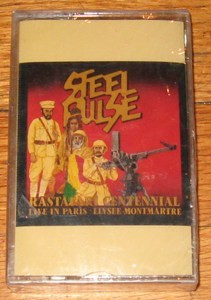 STEEL
PULSE
RASTAFARI CENTENNIAL
LIVE IN PARIS ELYSEE MONTMARTRE